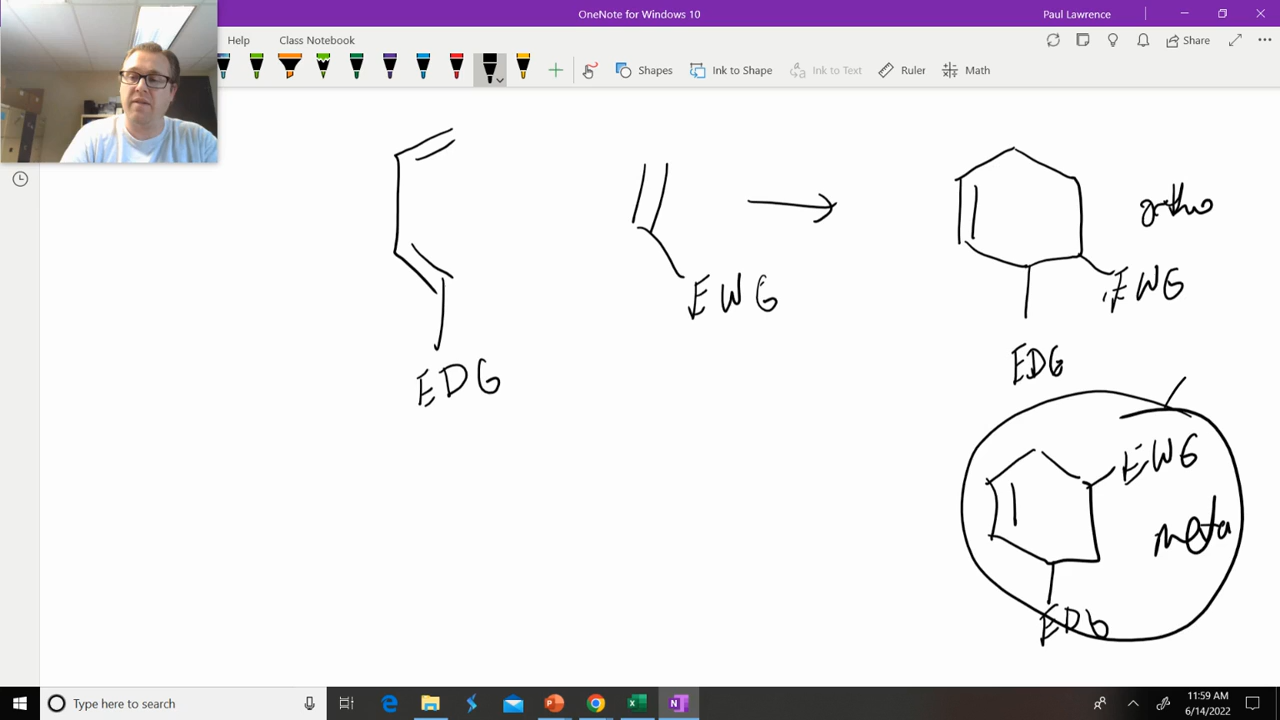 OneNote for Windows 10
Paul Lawrence
Help
Class Notebook
Share
Shapes
Ink to Shape
Ink to Text
Ruler
Math
EDG
EWG
ortho
EWG
EDG
EWG
meta
EDG
Type here to search
11:59 AM
6/14/2022